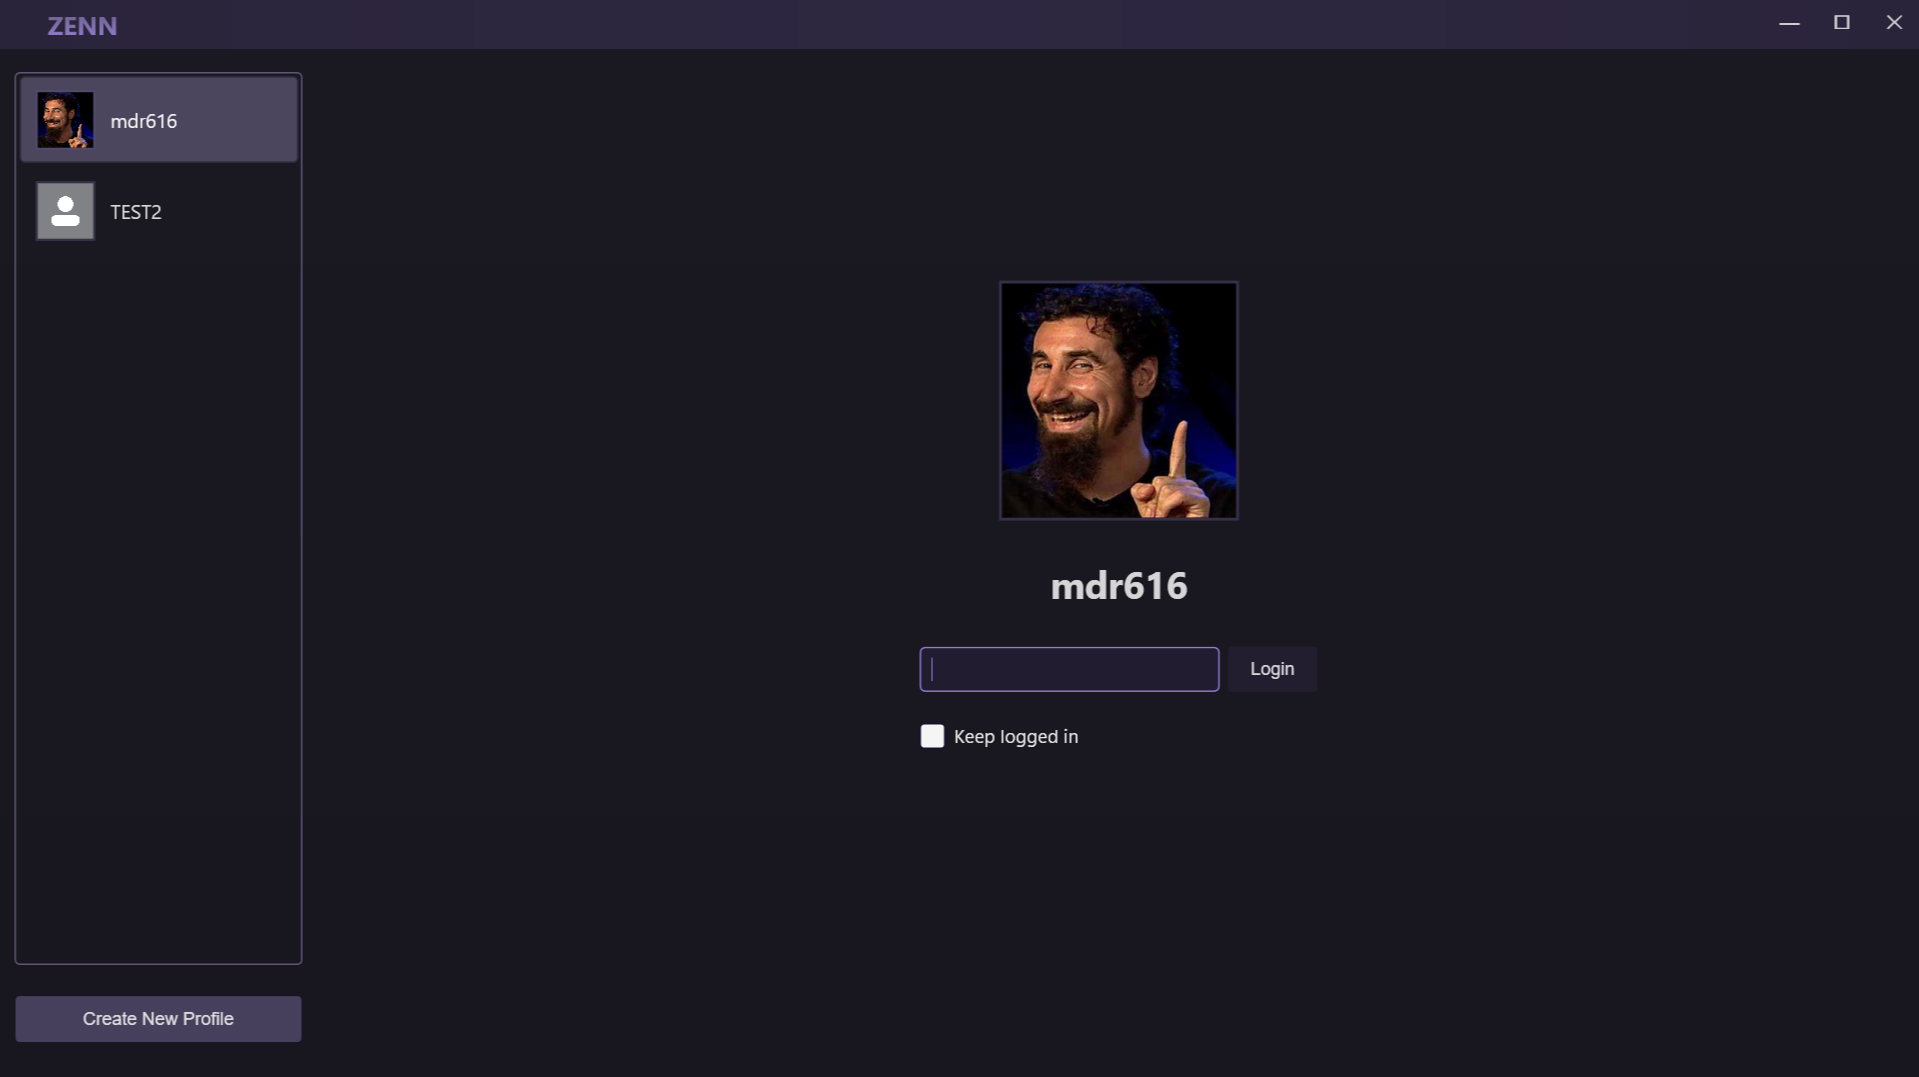 ZENN
mdr616
TEST2
mdr616
Login
Keep logged in
Create New Profile